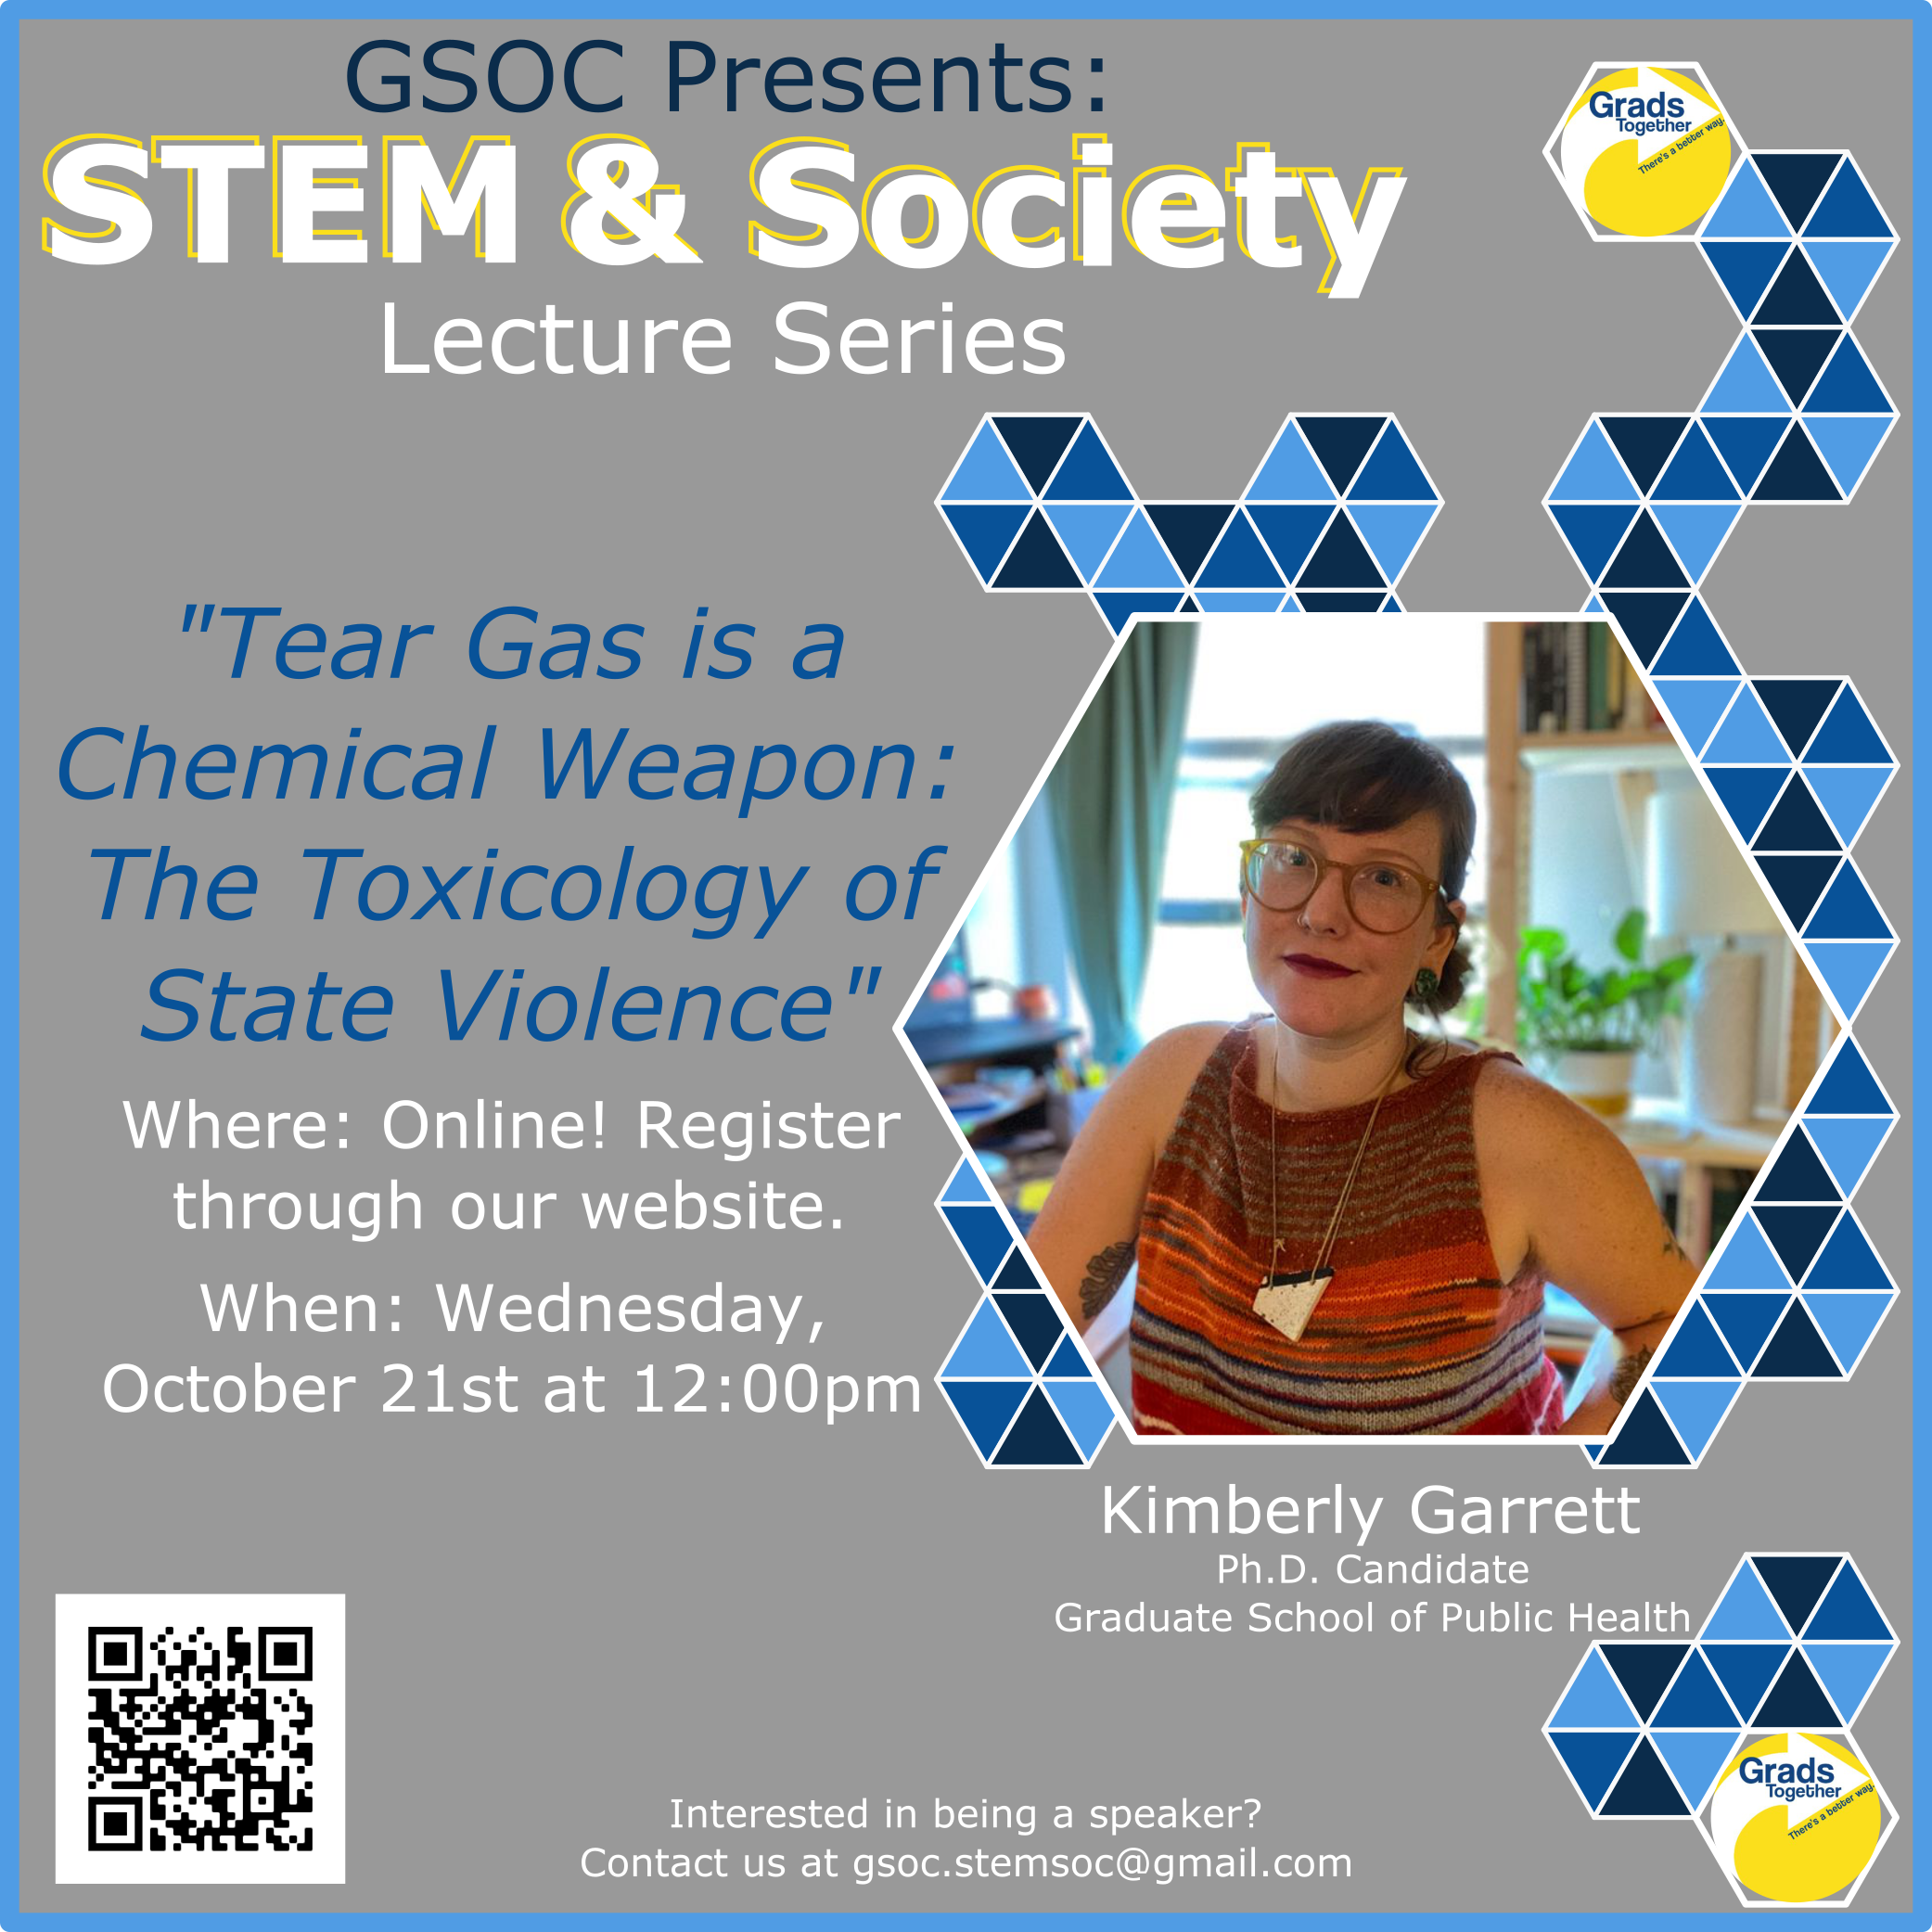 GSOC Presents:
STEM & Society
Lecture Series
Grads
Together
There's a better way.
"Tear Gas is a
Chemical Weapon:
The Toxicology of
State Violence"
Where: Online! Register
through our website.
When: Wednesday,
October 21st at 12:00pm
Kimberly Garrett
Ph.D. Candidate
Graduate School of Public Health
Interested in being a speaker?
Contact us at gsoc.stemsoc@gmail.com
Grads
Together
There's a better way.